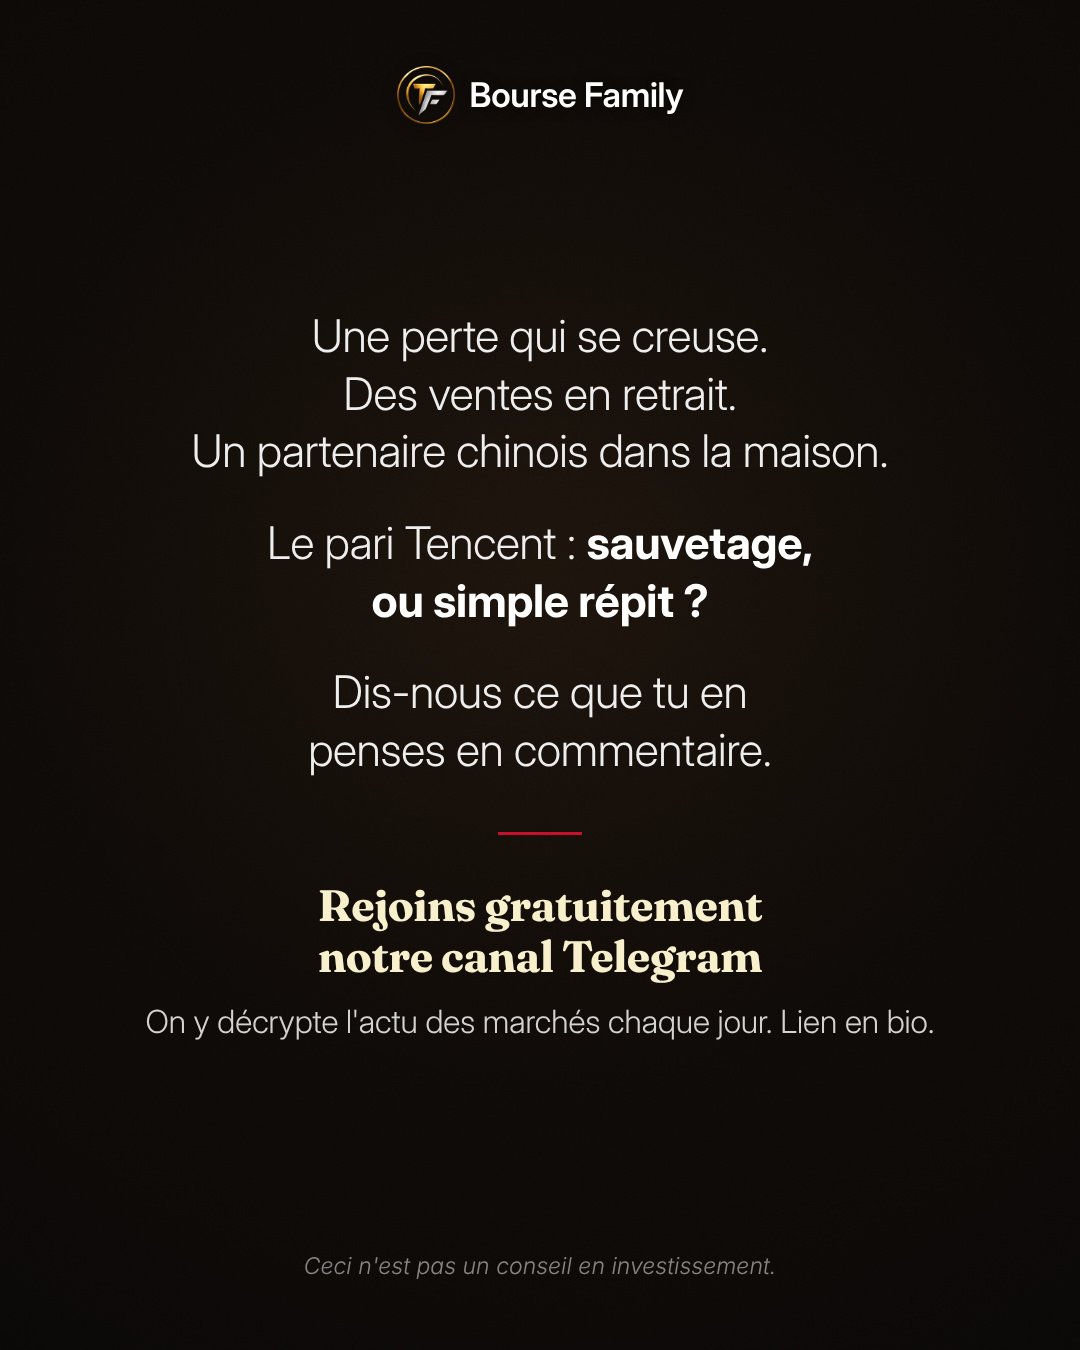 TF Bourse Family
Une perte qui se creuse.
Des ventes en retrait.
Un partenaire chinois dans la maison.
Le pari Tencent : sauvetage,
ou simple répit ?
Dis-nous ce que tu en
penses en commentaire.
Rejoins gratuitement
notre canal Telegram
On y décrypte l'actu des marchés chaque jour. Lien en bio.
Ceci n'est pas un conseil en investissement.